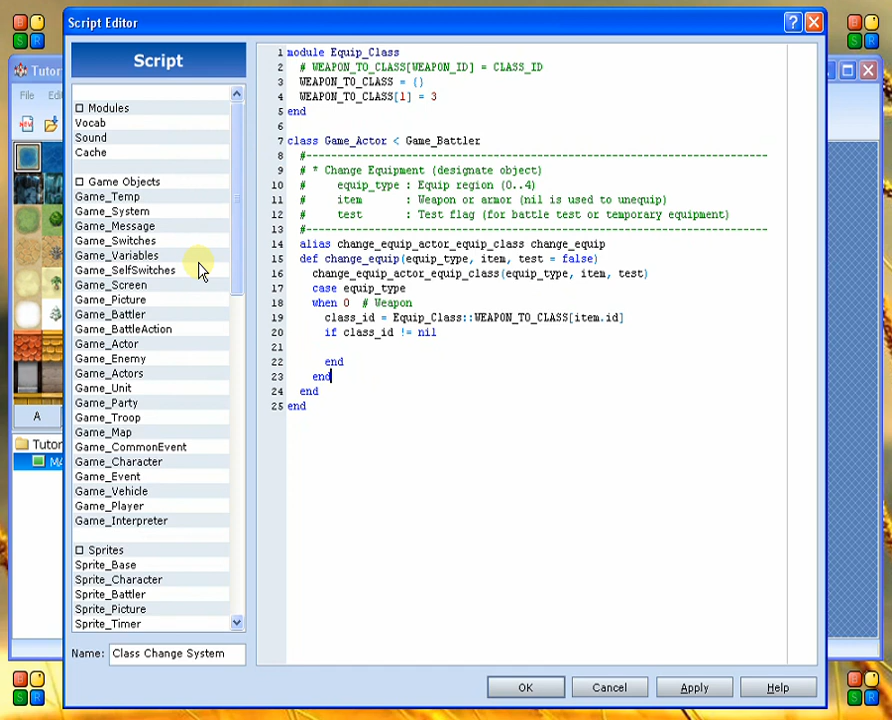 Script Editor
Script
Modules
Vocab
Sound
Cache
Game Objects
Game_Temp
Game_System
Game_Message
Game_Switches
Game_Variables
Game_SelfSwitches
Game_Screen
Game_Picture
Game_Battler
Game_BattleAction
Game_Actor
Game_Enemy
Game_Actors
Game_Unit
Game_Party
Game_Troop
Game_Map
Game_CommonEvent
Game_Character
Game_Event
Game_Vehicle
Game_Player
Game_Interpreter
Sprites
Sprite_Base
Sprite_Character
Sprite_Battler
Sprite_Picture
Sprite_Timer
Name: Class Change System
1 module Equip_Class
2 # WEAPON_TO_CLASS[WEAPON_ID] = CLASS_ID
3 WEAPON_TO_CLASS = {}
4 WEAPON_TO_CLASS[1] = 3
5 end
6
7 class Game_Actor < Game_Battler
8 #--------------------------------------------------------------------------
9 # * Change Equipment (designate object)
10 # equip_type : Equip region (0..4)
11 # item : Weapon or armor (nil is used to unequip)
12 # test : Test flag (for battle test or temporary equipment)
13 #--------------------------------------------------------------------------
14 alias change_equip_actor_equip_class change_equip
15 def change_equip(equip_type, item, test = false)
16 change_equip_actor_equip_class(equip_type, item, test)
17 case equip_type
18 when 0 # Weapon
19 class_id = Equip_Class::WEAPON_TO_CLASS[item.id]
20 if class_id != nil
21
22 end
23 end
24 end
25 end
OK
Cancel
Apply
Help
Tutor
File
NEW
A
Tutor
B
S
R
B
S
R
B
S
R
B
S
R